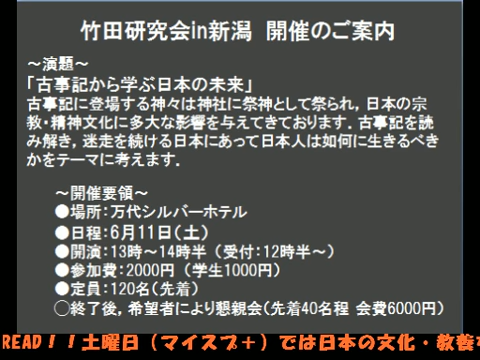 竹田研究会in新潟 開催のご案内
～演題～
「古事記から学ぶ日本の未来」
古事記に登場する神々は神社に祭神として祭られ，日本の宗
教・精神文化に多大な影響を与えてきております．古事記を読
み解き，迷走を続ける日本にあって日本人は如何に生きるべき
かをテーマに考えます．
～開催要領～
●場所：万代シルバーホテル
●日程：6月11日（土）
●開演：13時～14時半 （受付：12時半～）
●参加費：2000円 （学生1000円）
●定員：120名（先着）
○終了後，希望者により懇親会（先着40名程 会費6000円）
READ！！土曜日（マイスプ＋）では日本の文化・教養